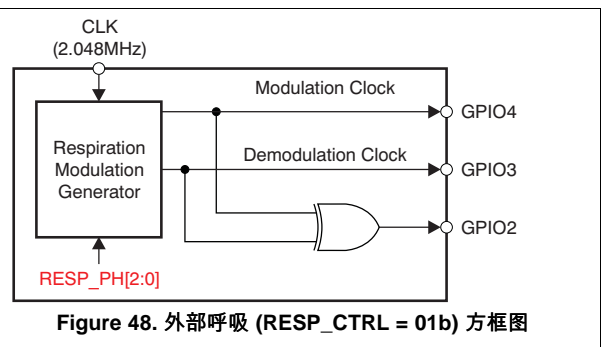 CLK
(2.048MHz)
Modulation Clock
GPIO4
Respiration
Modulation
Generator
Demodulation Clock
GPIO3
GPIO2
RESP_PH[2:0]
Figure 48. 外部呼吸 (RESP_CTRL = 01b) 方框图